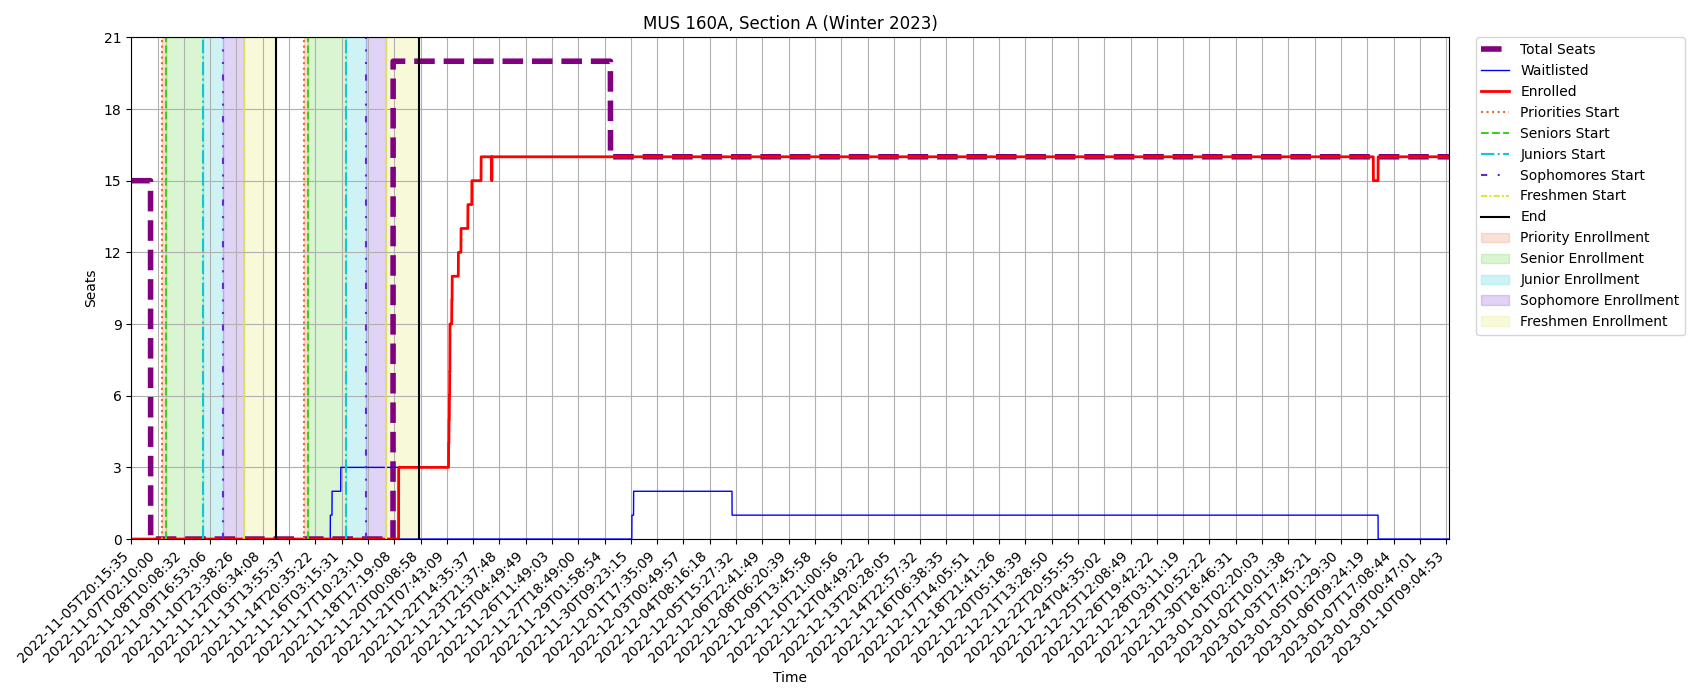 MUS 160A, Section A (Winter 2023)
Seats
21
18
15
12
9
6
3
0
2022-11-05T20:15:35
2022-11-07T02:10:00
2022-11-08T10:08:32
2022-11-09T16:53:06
2022-11-10T23:38:26
2022-11-12T06:34:08
2022-11-13T13:55:37
2022-11-14T20:35:22
2022-11-16T03:15:31
2022-11-17T10:23:10
2022-11-18T17:19:08
2022-11-20T00:08:58
2022-11-21T07:43:09
2022-11-22T14:35:37
2022-11-23T21:37:48
2022-11-25T04:49:49
2022-11-26T11:49:03
2022-11-27T18:49:00
2022-11-29T01:58:54
2022-11-30T09:23:15
2022-12-01T17:35:09
2022-12-03T00:49:57
2022-12-04T08:16:18
2022-12-05T15:27:32
2022-12-06T22:41:49
2022-12-08T06:20:39
2022-12-09T13:45:58
2022-12-10T21:00:56
2022-12-12T04:49:22
2022-12-13T20:28:05
2022-12-14T22:57:32
2022-12-16T06:38:35
2022-12-17T14:05:51
2022-12-18T21:41:26
2022-12-20T05:18:39
2022-12-21T13:28:50
2022-12-22T20:55:55
2022-12-24T04:35:02
2022-12-25T12:08:49
2022-12-26T19:42:22
2022-12-28T03:11:19
2022-12-29T10:52:22
2022-12-30T18:46:31
2023-01-01T02:20:03
2023-01-02T10:01:38
2023-01-03T17:45:21
2023-01-05T01:29:30
2023-01-06T09:24:19
2023-01-07T17:08:44
2023-01-09T00:47:01
2023-01-10T09:04:53
Time
Total Seats
Waitlisted
Enrolled
Priorities Start
Seniors Start
Juniors Start
Sophomores Start
Freshmen Start
End
Priority Enrollment
Senior Enrollment
Junior Enrollment
Sophomore Enrollment
Freshmen Enrollment